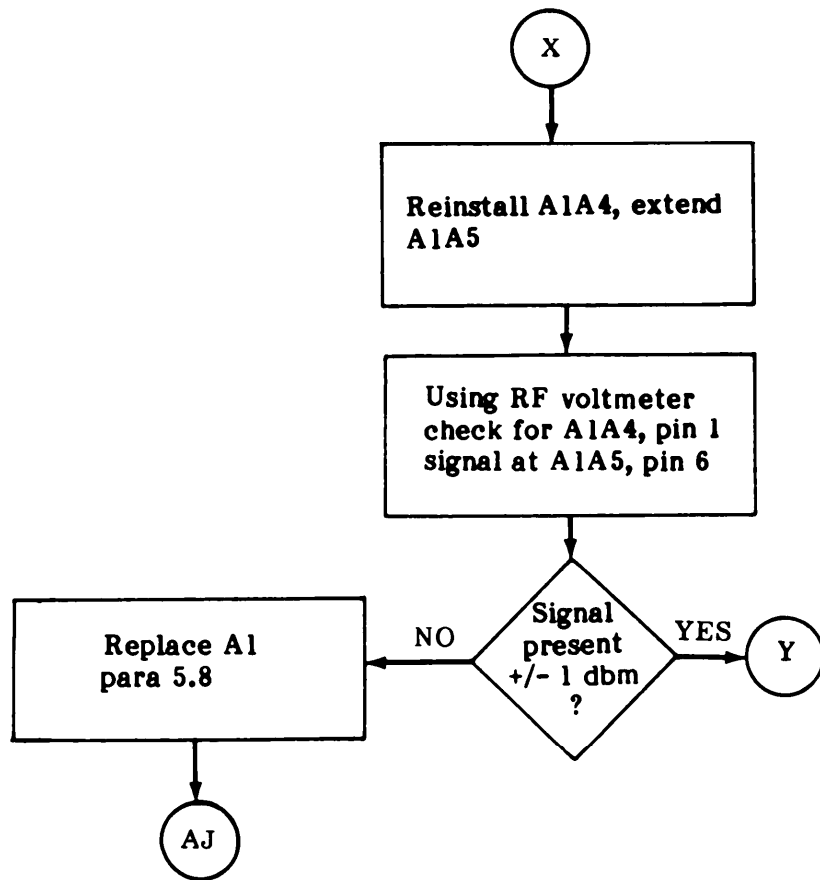 X
Reinstall A1A4, extend
A1A5
Using RF voltmeter
check for A1A4, pin 1
signal at A1A5, pin 6
Signal
present
+/- 1 dbm
?
NO
YES
Y
Replace A1
para 5.8
AJ